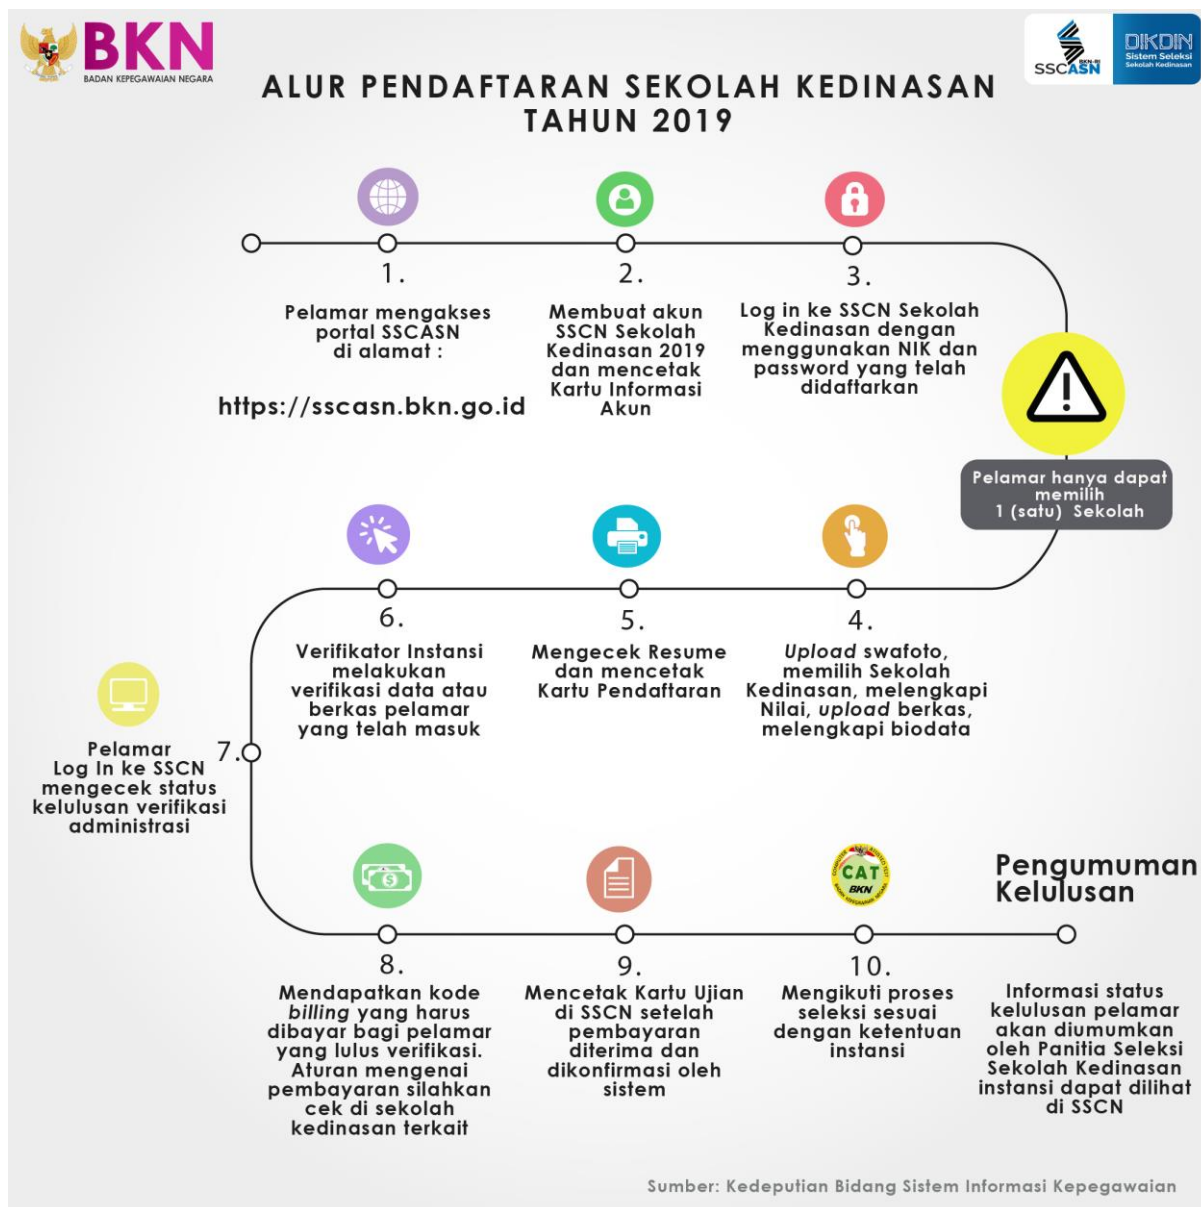 BKN
BADAN KEPEGAWAIAN NEGARA
BKN-RI
SSCASN
DIKDIN
Sistem Seleksi
Sekolah Kedinasan
ALUR PENDAFTARAN SEKOLAH KEDINASAN
TAHUN 2019
1.
Pelamar mengakses
portal SSCASN
di alamat :
https://sscasn.bkn.go.id
2.
Membuat akun
SSCN Sekolah
Kedinasan 2019
dan mencetak
Kartu Informasi
Akun
3.
Log in ke SSCN Sekolah
Kedinasan dengan
menggunakan NIK dan
password yang telah
didaftarkan
!
Pelamar hanya dapat
memilih
1 (satu) Sekolah
4.
Upload swafoto,
memilih Sekolah
Kedinasan, melengkapi
Nilai, upload berkas,
melengkapi biodata
5.
Mengecek Resume
dan mencetak
Kartu Pendaftaran
6.
Verifikator Instansi
melakukan
verifikasi data atau
berkas pelamar
yang telah masuk
7.
Pelamar
Log In ke SSCN
mengecek status
kelulusan verifikasi
administrasi
8.
Mendapatkan kode
billing yang harus
dibayar bagi pelamar
yang lulus verifikasi.
Aturan mengenai
pembayaran silahkan
cek di sekolah
kedinasan terkait
9.
Mencetak Kartu Ujian
di SSCN setelah
pembayaran
diterima dan
dikonfirmasi oleh
sistem
COMPUTER ASSISTED TEST
CAT
BKN
BADAN KEPEGAWAIAN NEGARA
10.
Mengikuti proses
seleksi sesuai
dengan ketentuan
instansi
Pengumuman
Kelulusan
Informasi status
kelulusan pelamar
akan diumumkan
oleh Panitia Seleksi
Sekolah Kedinasan
instansi dapat dilihat
di SSCN
Sumber: Kedeputian Bidang Sistem Informasi Kepegawaian